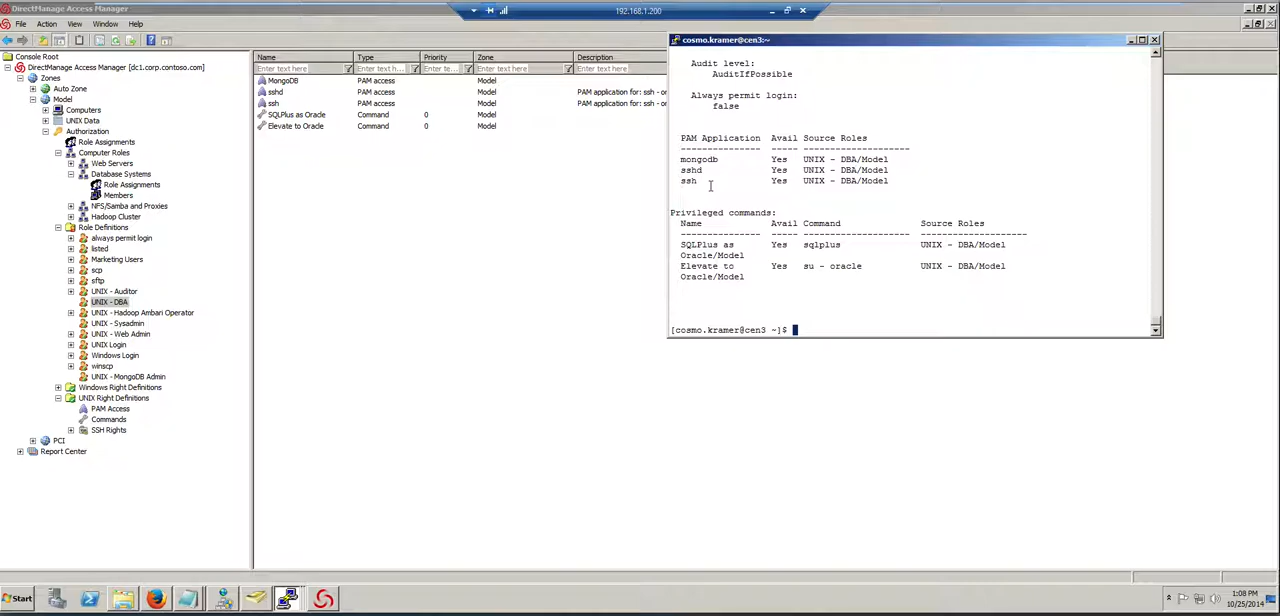 DirectManage Access Manager
192.168.1.200
File Action View Window Help
Console Root
DirectManage Access Manager [dc1.corp.contoso.com]
Zones
Auto Zone
Model
Computers
UNIX Data
Authorization
Role Assignments
Computer Roles
Web Servers
Database Systems
Role Assignments
Members
NFS/Samba and Proxies
Hadoop Cluster
Role Definitions
always permit login
listed
Marketing Users
scp
sftp
UNIX - Auditor
UNIX - DBA
UNIX - Hadoop Ambari Operator
UNIX - Sysadmin
UNIX - Web Admin
UNIX Login
Windows Login
winscp
UNIX - MongoDB Admin
Windows Right Definitions
UNIX Right Definitions
PAM Access
Commands
SSH Rights
PCI
Report Center
Name Type Priority Zone Description
Enter text here Enter text h... Enter te... Enter text here Enter text here
MongoDB PAM access Model
sshd PAM access Model PAM application for: ssh - or
ssh PAM access Model PAM application for: ssh - or
SQLPlus as Oracle Command 0 Model
Elevate to Oracle Command 0 Model
cosmo.kramer@cen3:~
Audit level:
AuditIfPossible
Always permit login:
false
PAM Application Avail Source Roles
--------------- ----- --------------------
mongodb Yes UNIX - DBA/Model
sshd Yes UNIX - DBA/Model
ssh Yes UNIX - DBA/Model
Privileged commands:
Name Avail Command Source Roles
--------------- ----- -------------------- --------------------
SQLPlus as Yes sqlplus UNIX - DBA/Model
Oracle/Model
Elevate to Yes su - oracle UNIX - DBA/Model
Oracle/Model
[cosmo.kramer@cen3 ~]$
Start
1:08 PM
10/25/2014